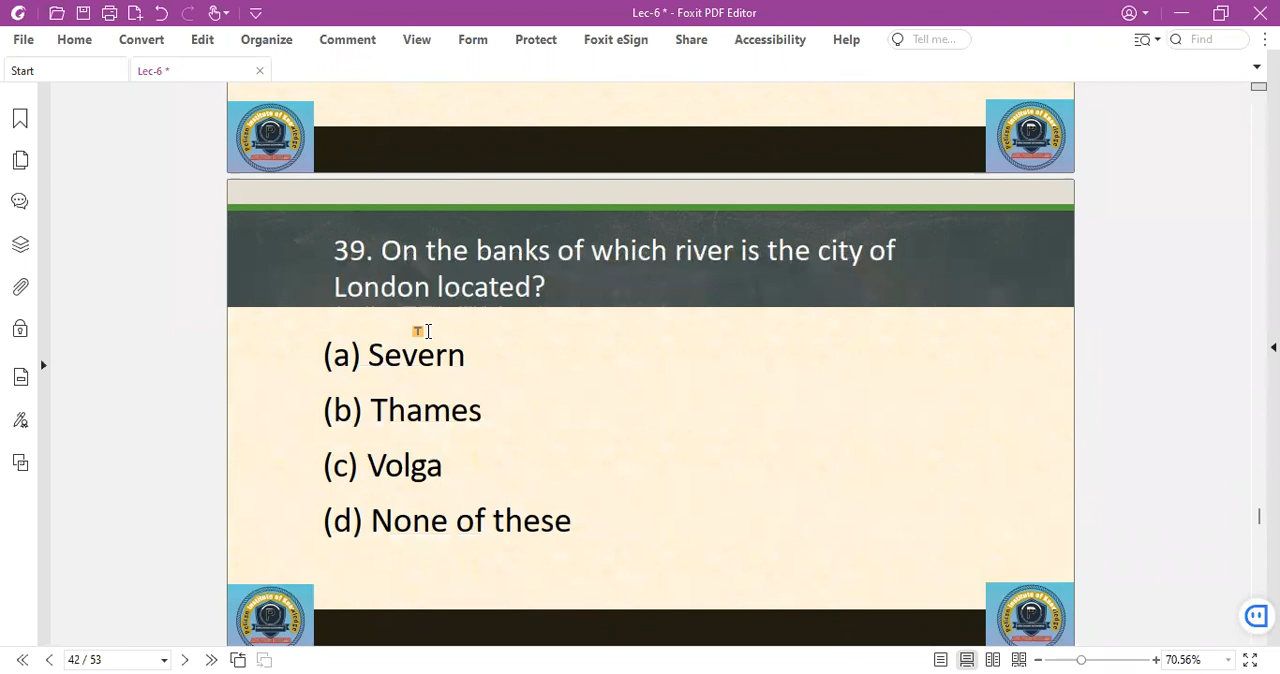 Lec-6 * - Foxit PDF Editor
File Home Convert Edit Organize Comment View Form Protect Foxit eSign Share Accessibility Help Tell me... Find
Start Lec-6 *
39. On the banks of which river is the city of
London located?
T
(a) Severn
(b) Thames
(c) Volga
(d) None of these
42 / 53 70.56%